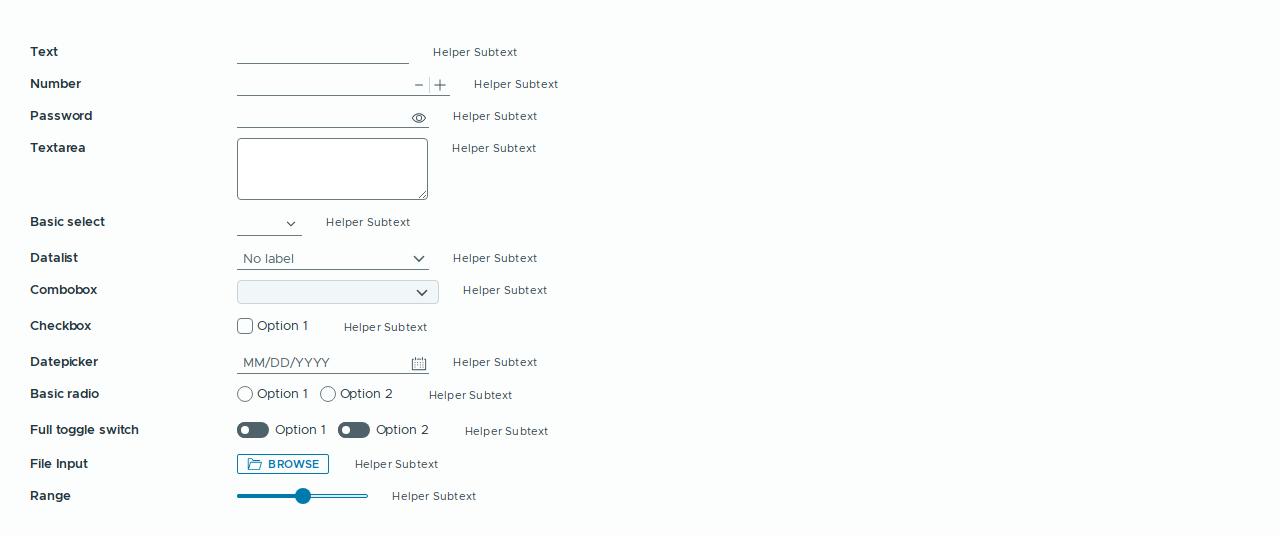 Text Helper Subtext
Number Helper Subtext
Password Helper Subtext
Textarea Helper Subtext
Basic select Helper Subtext
Datalist No label Helper Subtext
Combobox Helper Subtext
Checkbox Option 1 Helper Subtext
Datepicker MM/DD/YYYY Helper Subtext
Basic radio Option 1 Option 2 Helper Subtext
Full toggle switch Option 1 Option 2 Helper Subtext
File Input BROWSE Helper Subtext
Range Helper Subtext